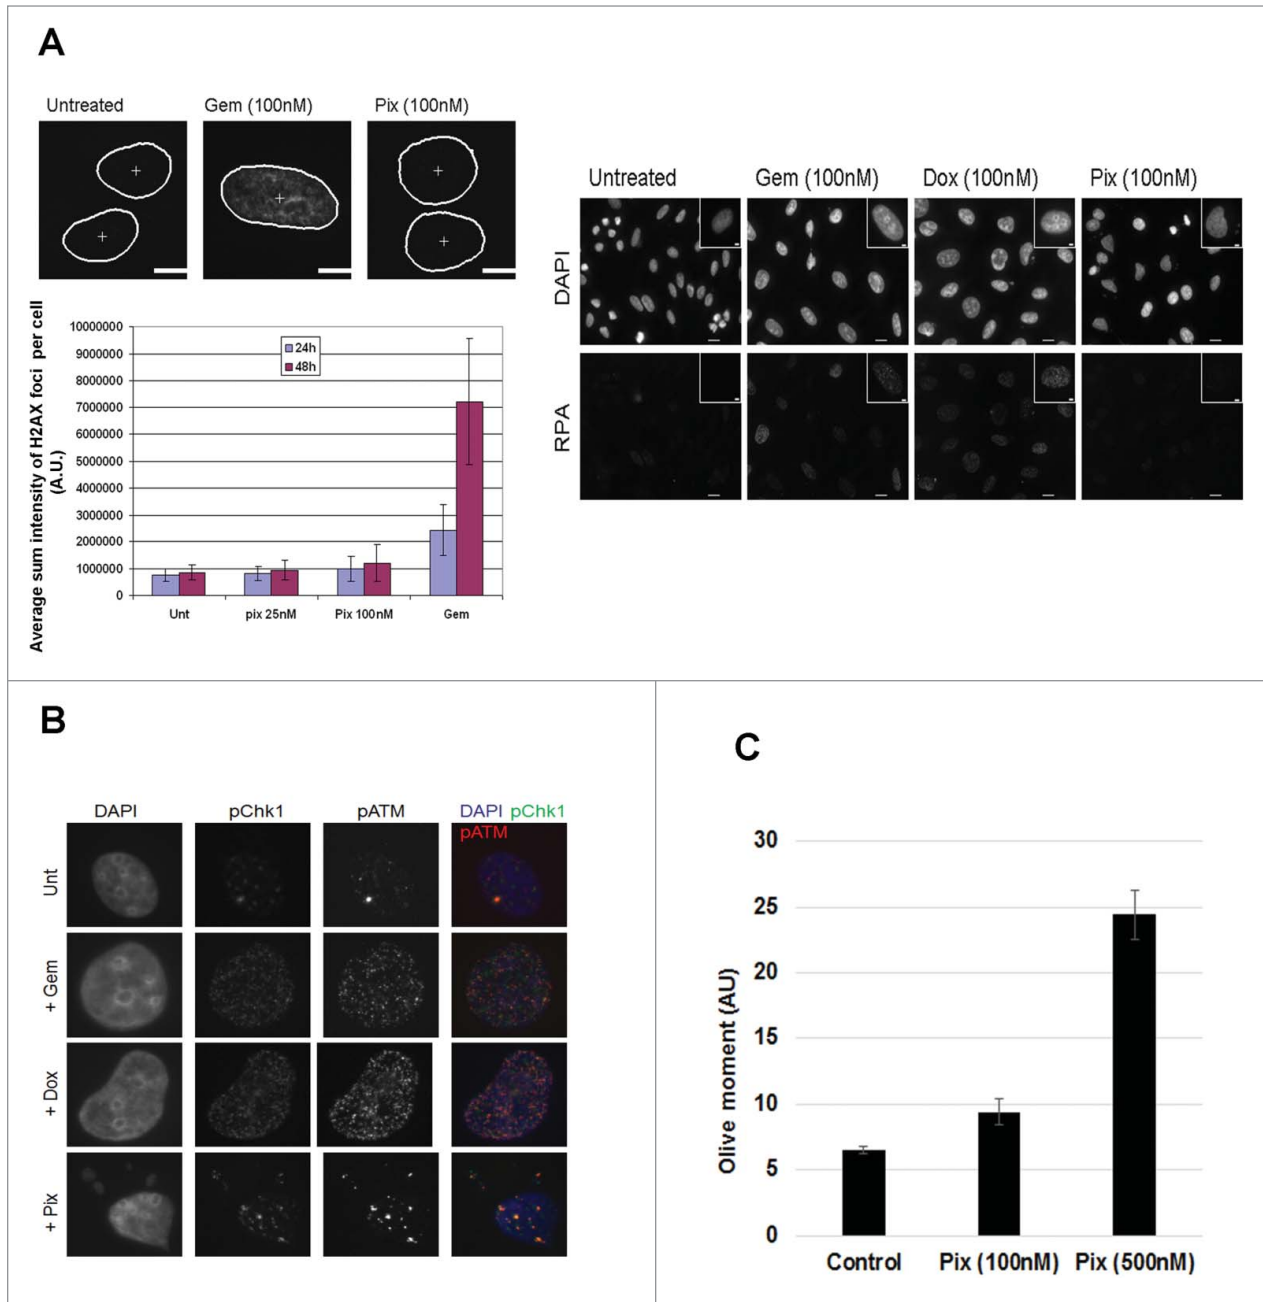 A
Untreated Gem (100nM) Pix (100nM)
Average sum intensity of H2AX foci per cell
(A.U.)
10000000
9000000
8000000
7000000
6000000
5000000
4000000
3000000
2000000
1000000
0
24h
48h
Unt pix 25nM Pix 100nM Gem
Untreated Gem (100nM) Dox (100nM) Pix (100nM)
DAPI
RPA
B
DAPI pChk1 pATM DAPI pChk1
pATM
Unt
+ Gem
+ Dox
+ Pix
C
Olive moment (AU)
30
25
20
15
10
5
0
Control Pix (100nM) Pix (500nM)